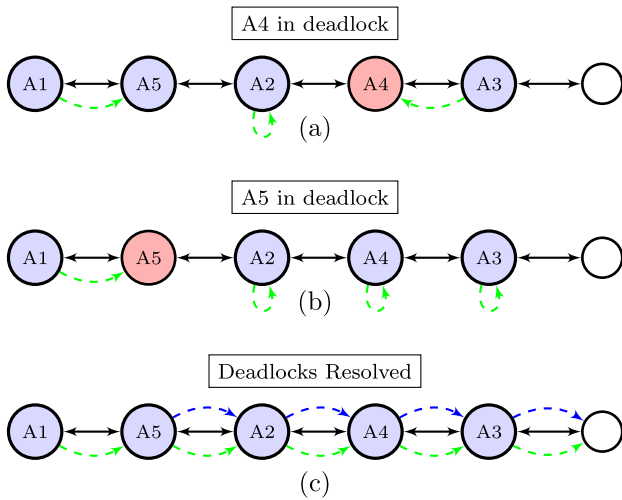 A4 in deadlock
A1 A5 A2 A4 A3
(a)
A5 in deadlock
A1 A5 A2 A4 A3
(b)
Deadlocks Resolved
A1 A5 A2 A4 A3
(c)